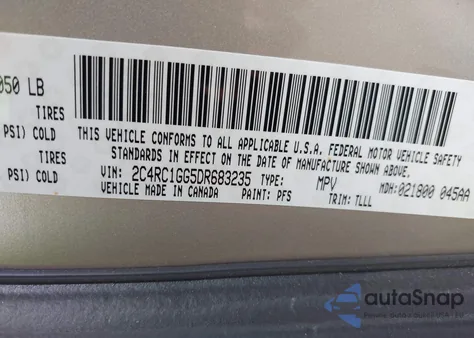 050 LB
TIRES
PSI) COLD
TIRES
PSI) COLD
THIS VEHICLE CONFORMS TO ALL APPLICABLE U.S.A. FEDERAL MOTOR VEHICLE SAFETY
STANDARDS IN EFFECT ON THE DATE OF MANUFACTURE SHOWN ABOVE.
VIN: 2C4RC1GG5DR683235 TYPE: MPV MDH:021800 045AA
VEHICLE MADE IN CANADA PAINT: PFS TRIM: TLLL
autoSnap